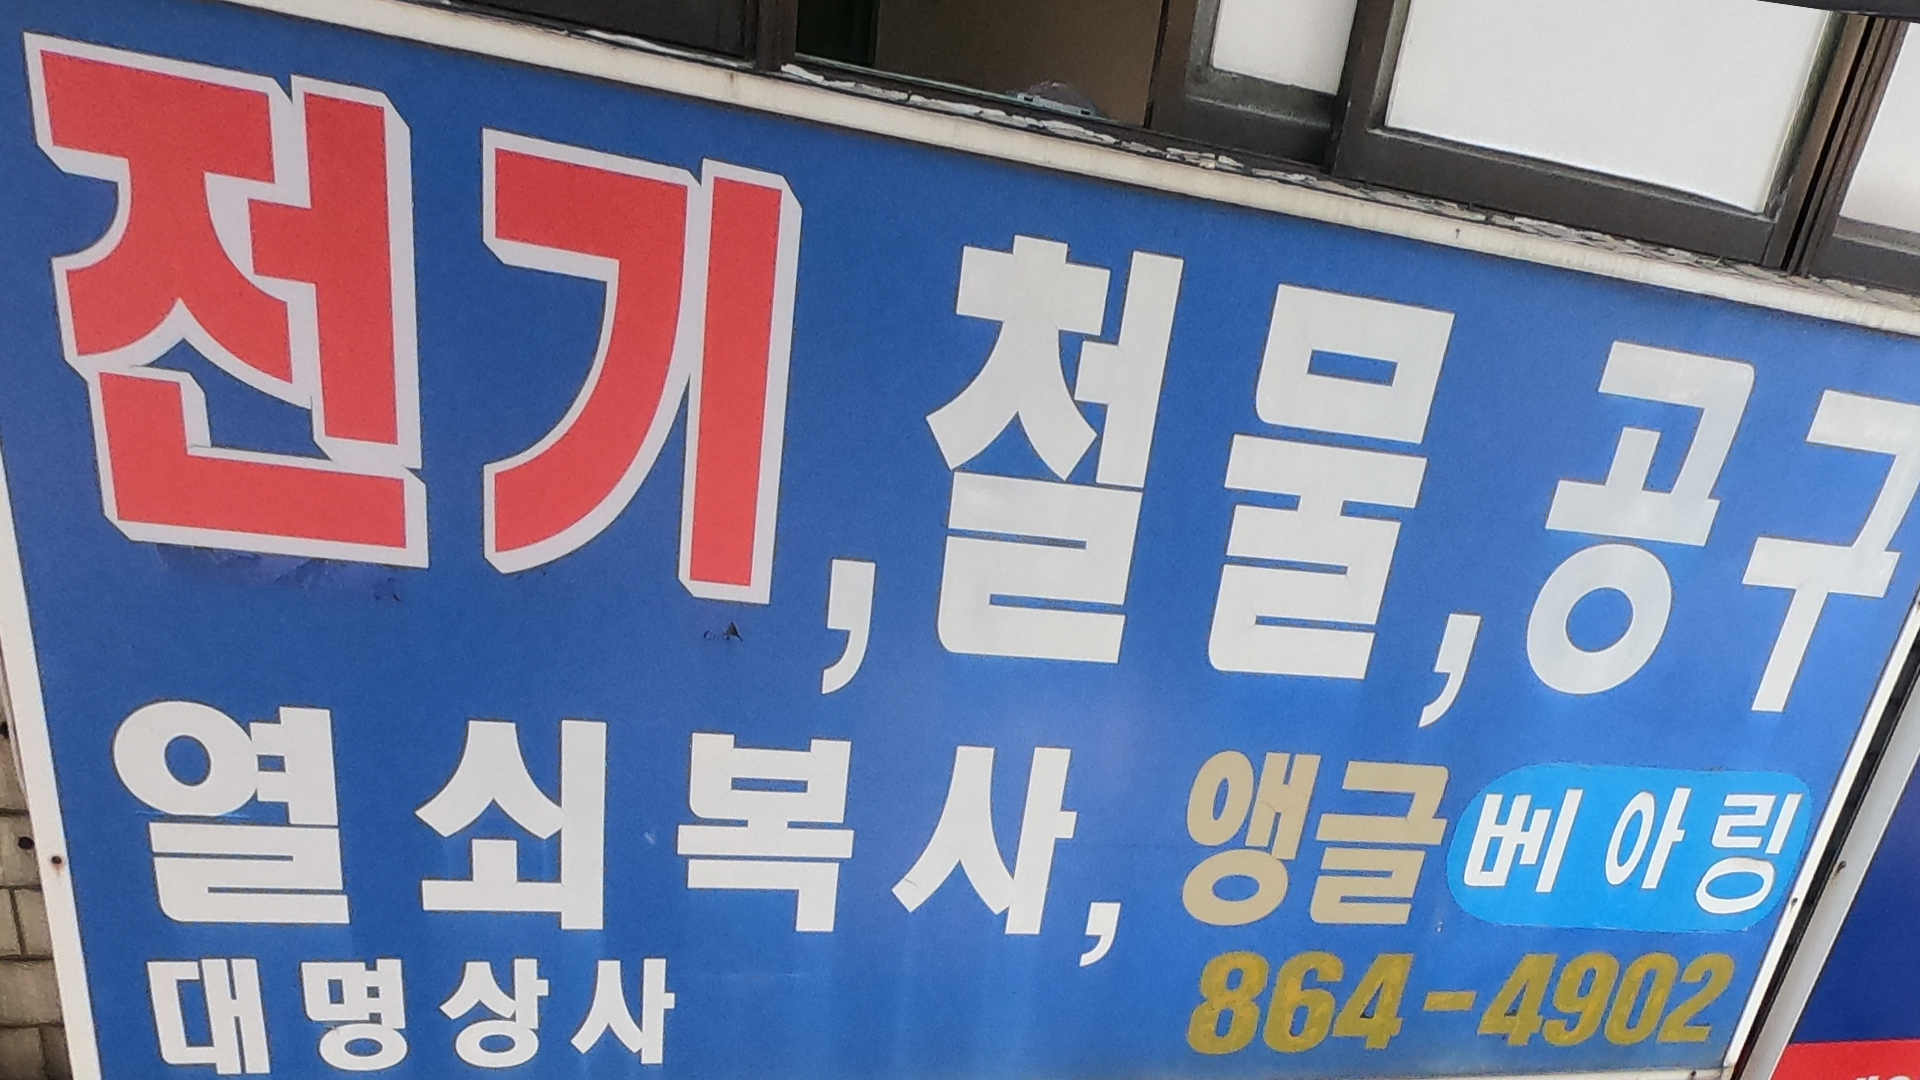 전기, 철물, 공구
열쇠복사, 앵글 베아링
대명상사 864-4902